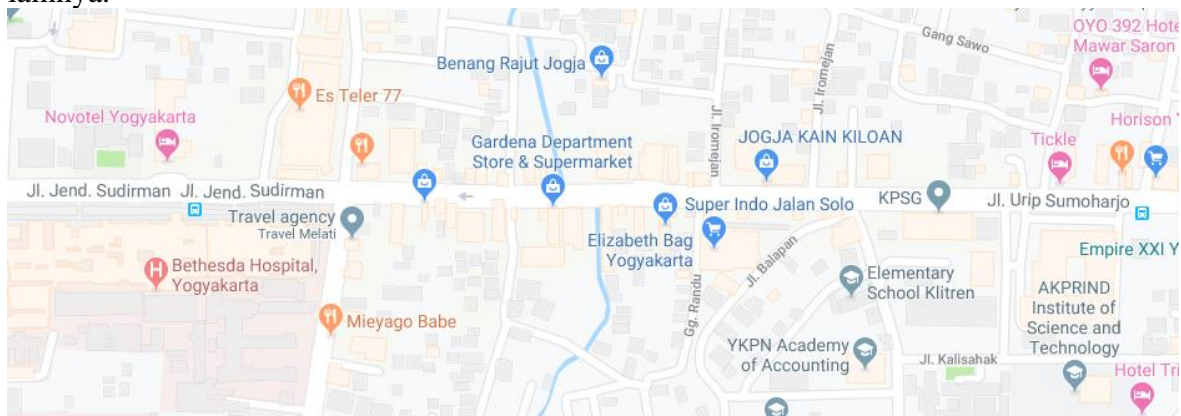 Gang Sawo
OYO 392 Hote
Mawar Saron
Benang Rajut Jogja
Jl. Iromejan
Es Teler 77
Jl. Iromejan
Novotel Yogyakarta
Gardena Department
Store & Supermarket
JOGJA KAIN KILOAN
Tickle
Horison Y
Jl. Jend. Sudirman
Jl. Jend. Sudirman
KPSG
Jl. Urip Sumoharjo
Travel agency
Travel Melati
Super Indo Jalan Solo
Elizabeth Bag
Yogyakarta
Jl. Balapan
Empire XXI Y
Bethesda Hospital,
Yogyakarta
Elementary
School Klitren
AKPRIND
Institute of
Science and
Technology
Gg. Randu
Mieyago Babe
YKPN Academy
of Accounting
Jl. Kalisahak
Hotel Tri